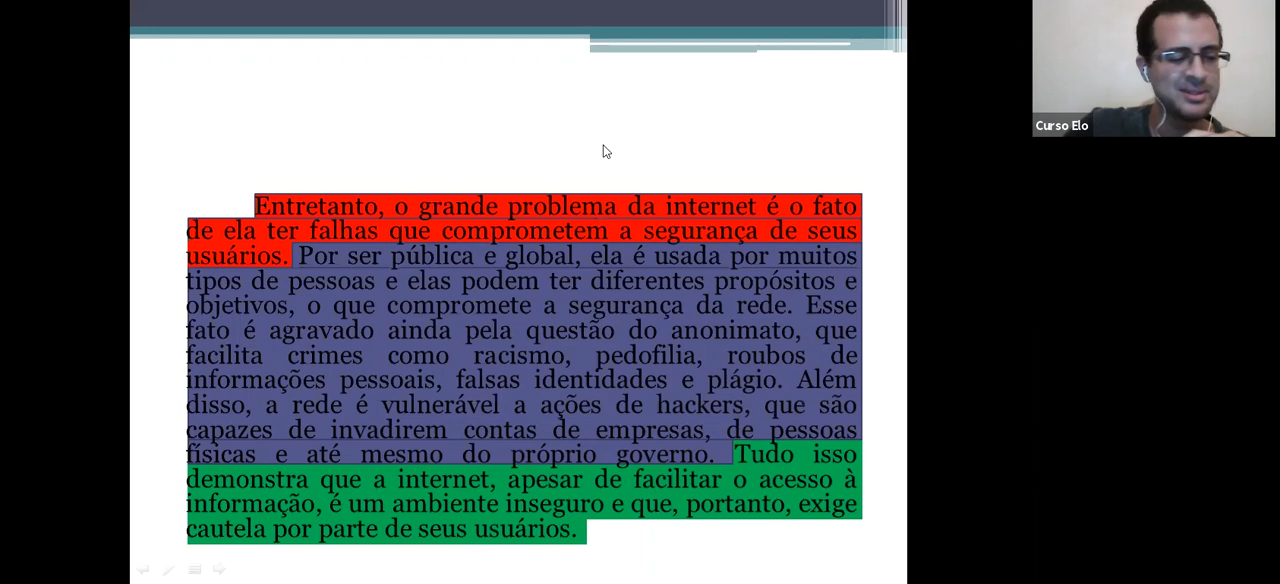 Curso Elo
Entretanto, o grande problema da internet é o fato
de ela ter falhas que comprometem a segurança de seus
usuários. Por ser pública e global, ela é usada por muitos
tipos de pessoas e elas podem ter diferentes propósitos e
objetivos, o que compromete a segurança da rede. Esse
fato é agravado ainda pela questão do anonimato, que
facilita crimes como racismo, pedofilia, roubos de
informações pessoais, falsas identidades e plágio. Além
disso, a rede é vulnerável a ações de hackers, que são
capazes de invadirem contas de empresas, de pessoas
físicas e até mesmo do próprio governo. Tudo isso
demonstra que a internet, apesar de facilitar o acesso à
informação, é um ambiente inseguro e que, portanto, exige
cautela por parte de seus usuários.